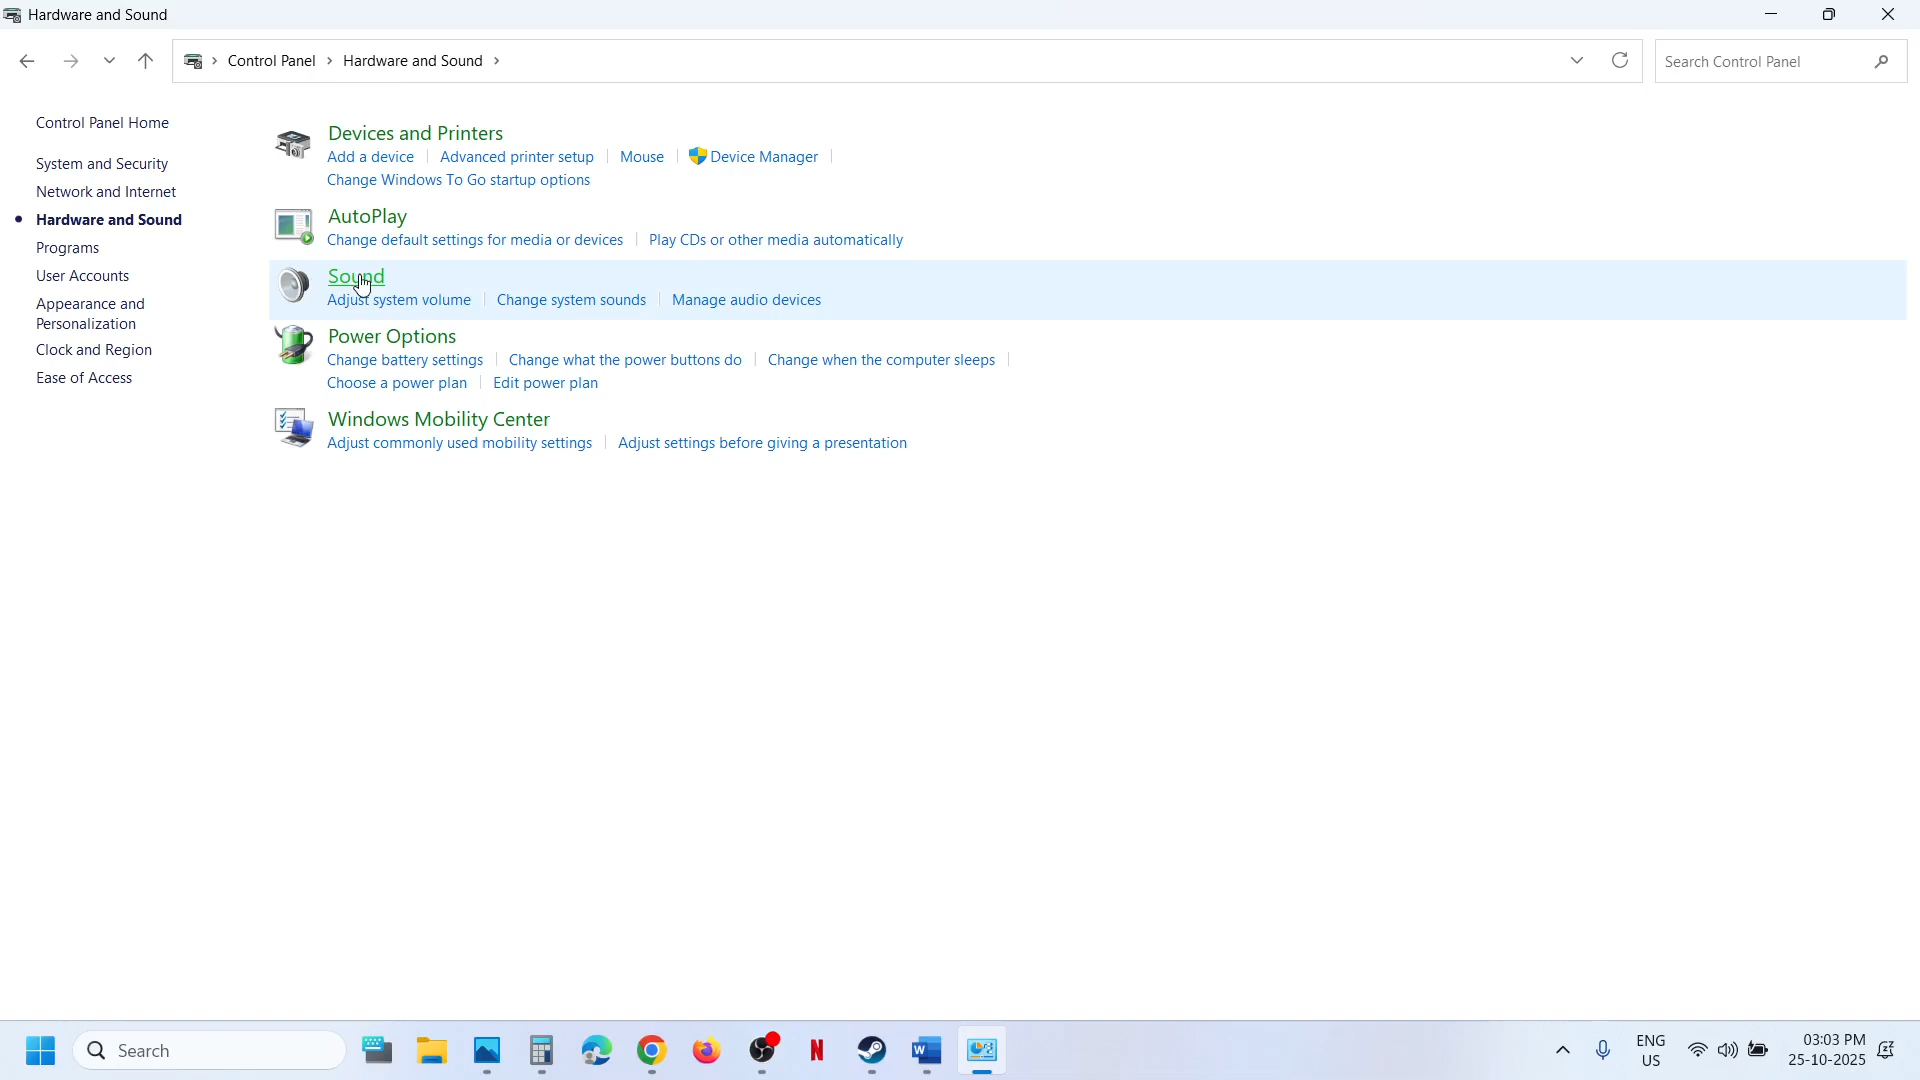 Hardware and Sound
Control Panel > Hardware and Sound >
Search Control Panel
Control Panel Home
System and Security
Network and Internet
Hardware and Sound
Programs
User Accounts
Appearance and
Personalization
Clock and Region
Ease of Access
Devices and Printers
Add a device | Advanced printer setup | Mouse | Device Manager |
Change Windows To Go startup options
AutoPlay
Change default settings for media or devices | Play CDs or other media automatically
Sound
Adjust system volume | Change system sounds | Manage audio devices
Power Options
Change battery settings | Change what the power buttons do | Change when the computer sleeps |
Choose a power plan | Edit power plan
Windows Mobility Center
Adjust commonly used mobility settings | Adjust settings before giving a presentation
Search
N
W
ENG
US
03:03 PM
25-10-2025